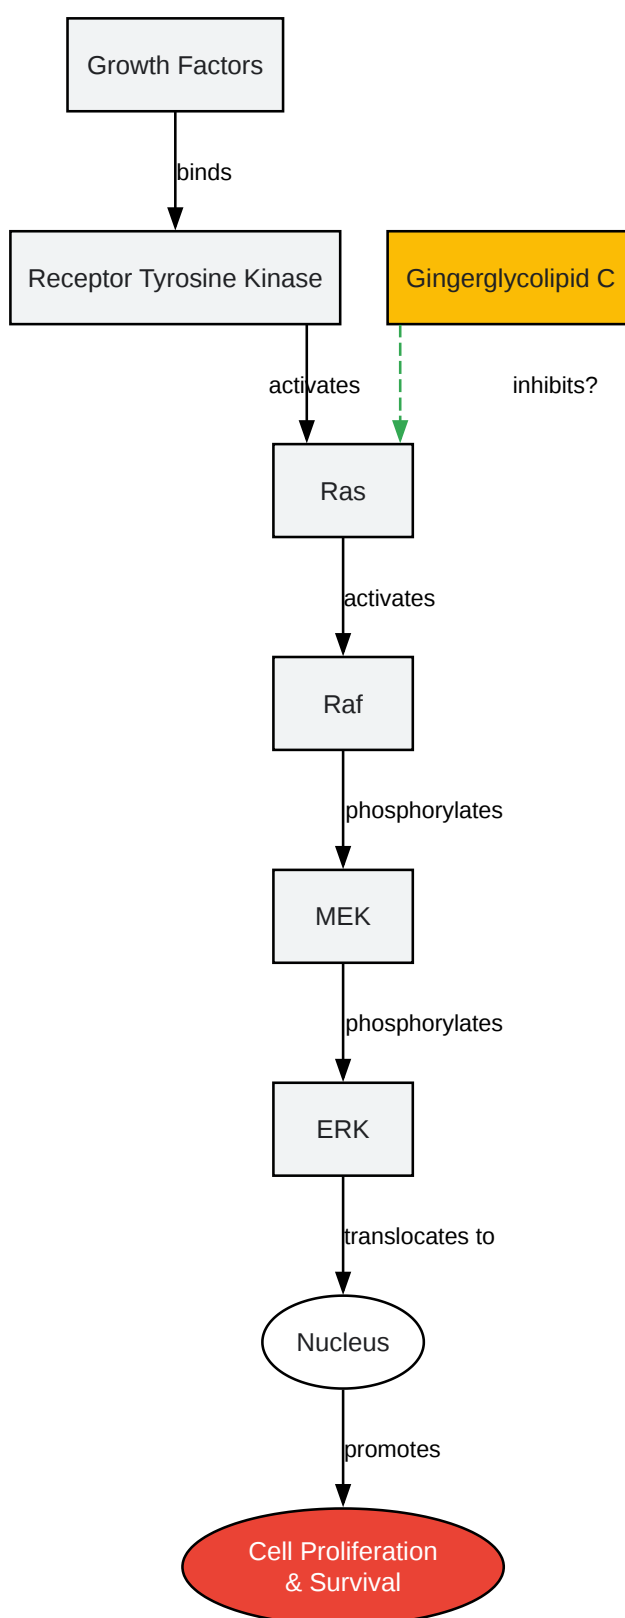 Growth Factors
binds
Receptor Tyrosine Kinase
Gingerglycolipid C
activates
inhibits?
Ras
activates
Raf
phosphorylates
MEK
phosphorylates
ERK
translocates to
Nucleus
promotes
Cell Proliferation
& Survival